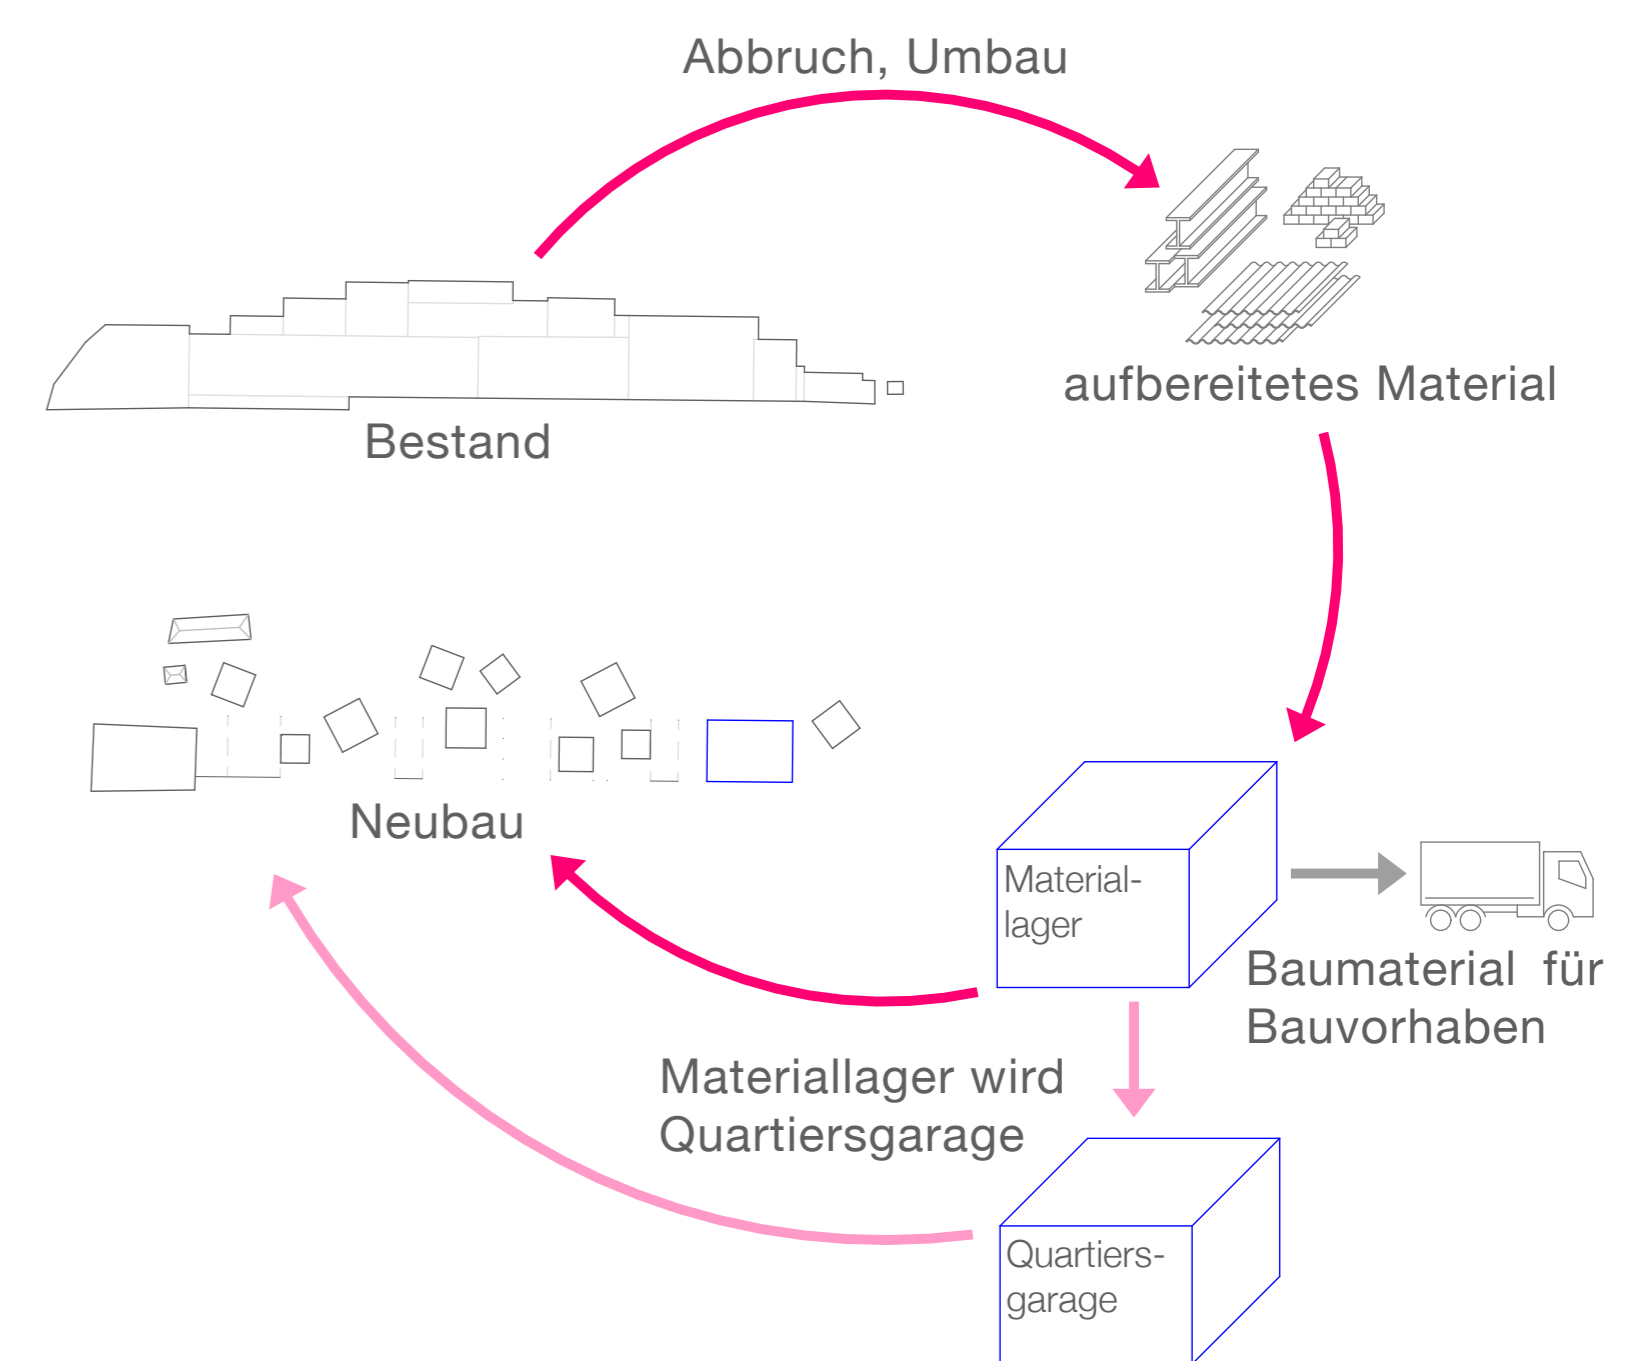 Abbruch, Umbau
aufbereitetes Material
Bestand
Neubau
Material-
lager
Baumaterial für
Bauvorhaben
Materiallager wird
Quartiersgarage
Quartiers-
garage